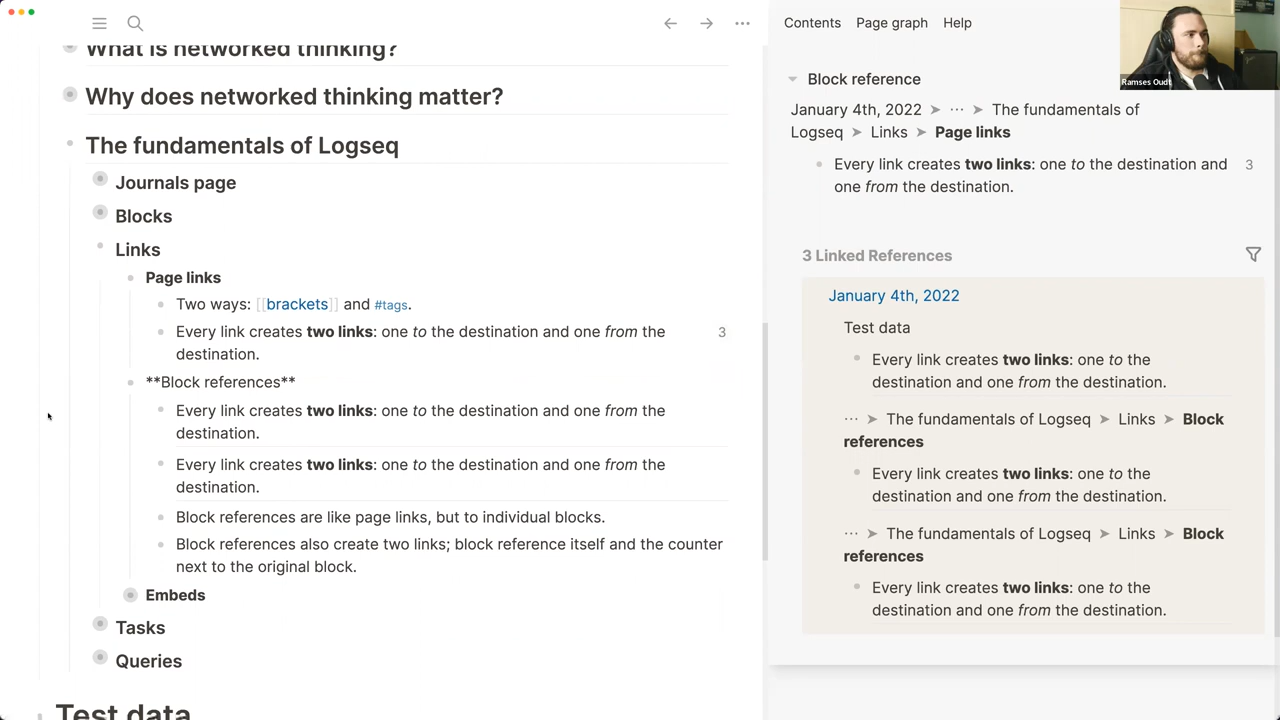 What is networked thinking?
Why does networked thinking matter?
The fundamentals of Logseq
Journals page
Blocks
Links
Page links
Two ways: [[brackets]] and #tags.
Every link creates two links: one to the destination and one from the 3
destination.
**Block references**
Every link creates two links: one to the destination and one from the
destination.
Every link creates two links: one to the destination and one from the
destination.
Block references are like page links, but to individual blocks.
Block references also create two links; block reference itself and the counter
next to the original block.
Embeds
Tasks
Queries
Test data
Contents Page graph Help
Ramses Oudt
Block reference
January 4th, 2022 ➤ ··· ➤ The fundamentals of
Logseq ➤ Links ➤ Page links
Every link creates two links: one to the destination and 3
one from the destination.
3 Linked References
January 4th, 2022
Test data
Every link creates two links: one to the
destination and one from the destination.
··· ➤ The fundamentals of Logseq ➤ Links ➤ Block
references
Every link creates two links: one to the
destination and one from the destination.
··· ➤ The fundamentals of Logseq ➤ Links ➤ Block
references
Every link creates two links: one to the
destination and one from the destination.